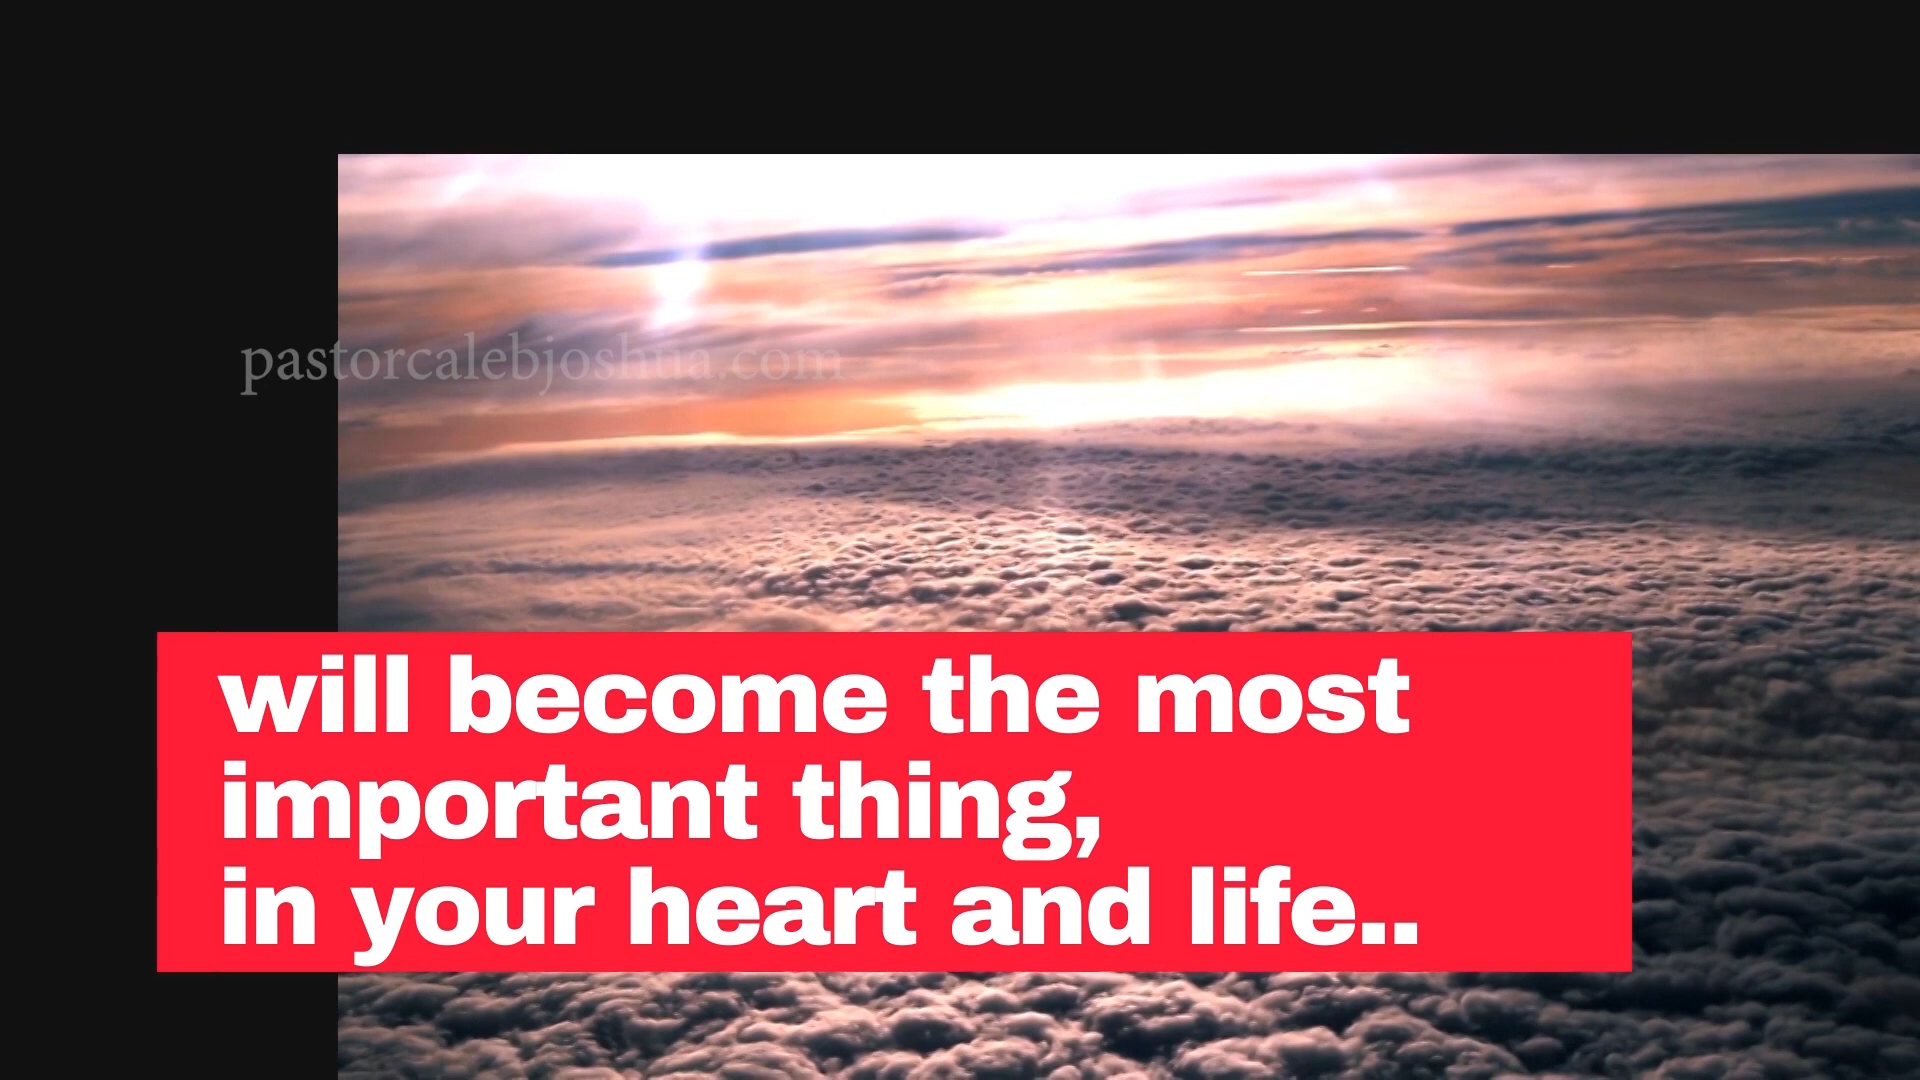 pastorcalebjoshua.com
will become the most
important thing,
in your heart and life..